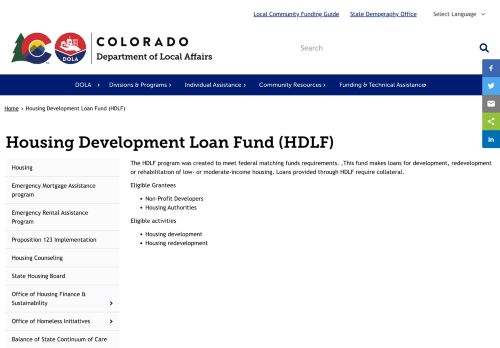 Local Community Funding Guide
State Demography Office
Select Language
COLORADO
Department of Local Affairs
DOLA
Search
DOLA
Divisions & Programs
Individual Assistance
Community Resources
Funding & Technical Assistance
Home › Housing Development Loan Fund (HDLF)
Housing Development Loan Fund (HDLF)
Housing
Emergency Mortgage Assistance
program
Emergency Rental Assistance
Program
Proposition 123 Implementation
Housing Counseling
State Housing Board
Office of Housing Finance &
Sustainability
Office of Homeless Initiatives
Balance of State Continuum of Care
The HDLF program was created to meet federal matching funds requirements. ,This fund makes loans for development, redevelopment
or rehabilitation of low- or moderate-income housing. Loans provided through HDLF require collateral.
Eligible Grantees
• Non-Profit Developers
• Housing Authorities
Eligible activities
• Housing development
• Housing redevelopment